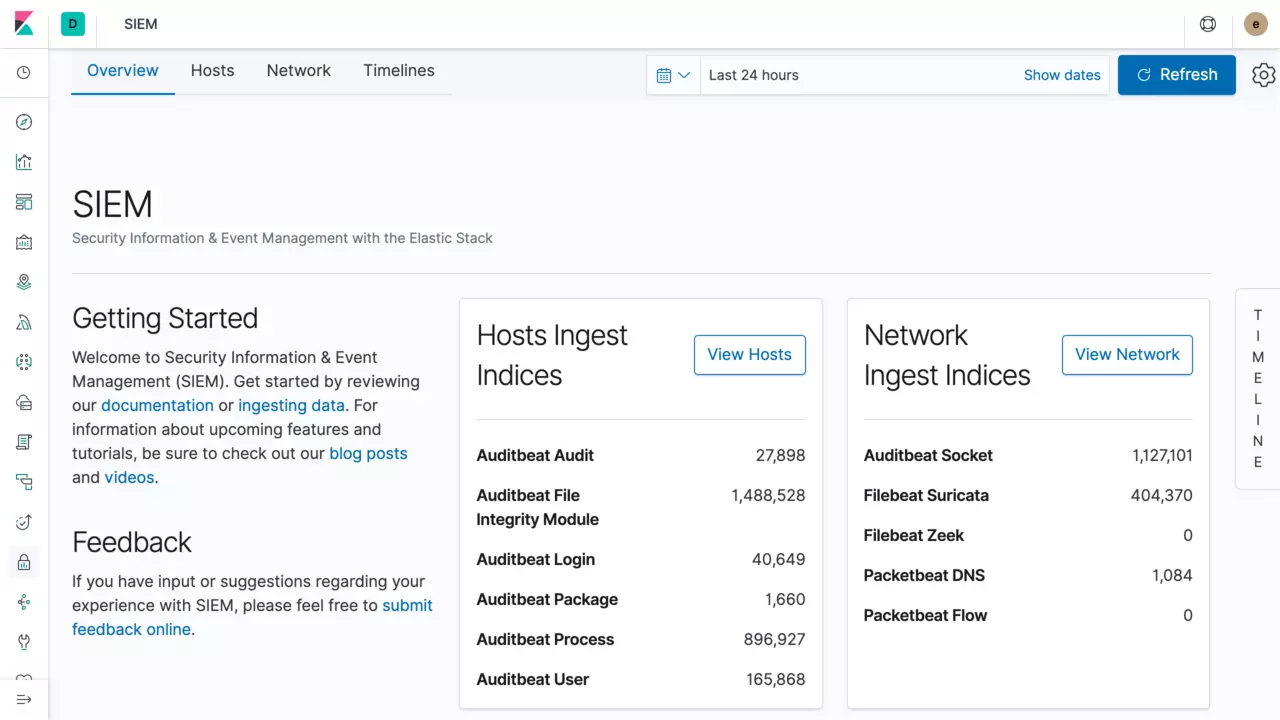 D
SIEM
e
Overview
Hosts
Network
Timelines
Last 24 hours
Show dates
Refresh
SIEM
Security Information & Event Management with the Elastic Stack
Getting Started
Welcome to Security Information & Event
Management (SIEM). Get started by reviewing
our documentation or ingesting data. For
information about upcoming features and
tutorials, be sure to check out our blog posts
and videos.
Feedback
If you have input or suggestions regarding your
experience with SIEM, please feel free to submit
feedback online.
Hosts Ingest
Indices
View Hosts
Auditbeat Audit 27,898
Auditbeat File 1,488,528
Integrity Module
Auditbeat Login 40,649
Auditbeat Package 1,660
Auditbeat Process 896,927
Auditbeat User 165,868
Network
Ingest Indices
View Network
Auditbeat Socket 1,127,101
Filebeat Suricata 404,370
Filebeat Zeek 0
Packetbeat DNS 1,084
Packetbeat Flow 0
TIMELINE